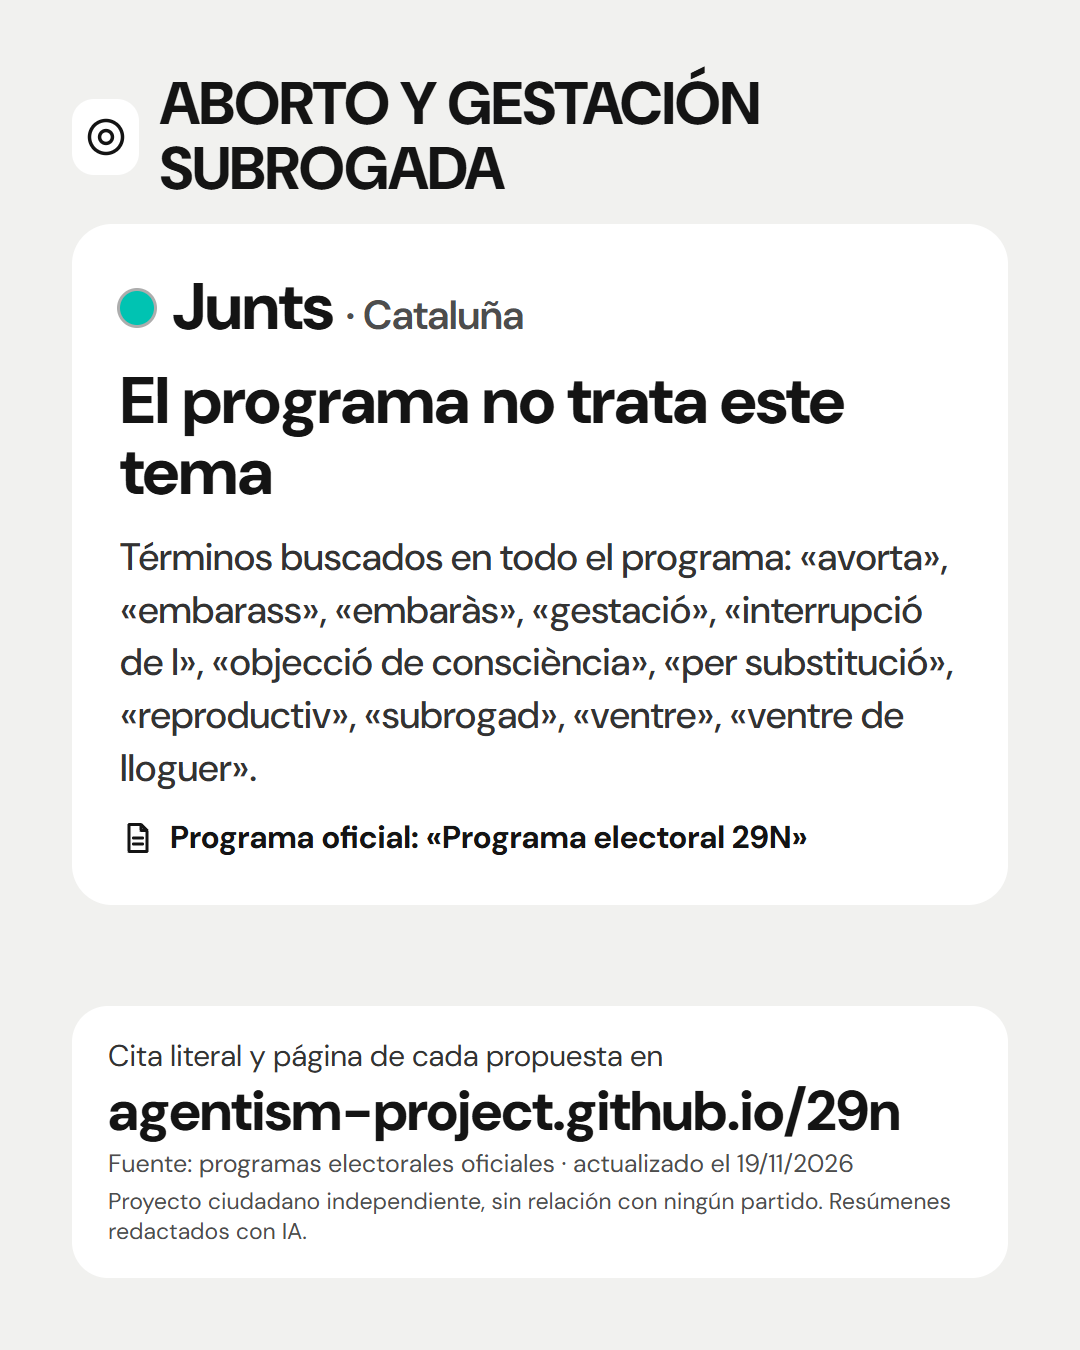 ABORTO Y GESTACIÓN
SUBROGADA
Junts · Cataluña
El programa no trata este
tema
Términos buscados en todo el programa: «avorta»,
«embarass», «embaràs», «gestació», «interrupció
de l», «objecció de consciència», «per substitució»,
«reproductiv», «subrogad», «ventre», «ventre de
lloguer».
Programa oficial: «Programa electoral 29N»
Cita literal y página de cada propuesta en
agentism-project.github.io/29n
Fuente: programas electorales oficiales · actualizado el 19/11/2026
Proyecto ciudadano independiente, sin relación con ningún partido. Resúmenes
redactados con IA.